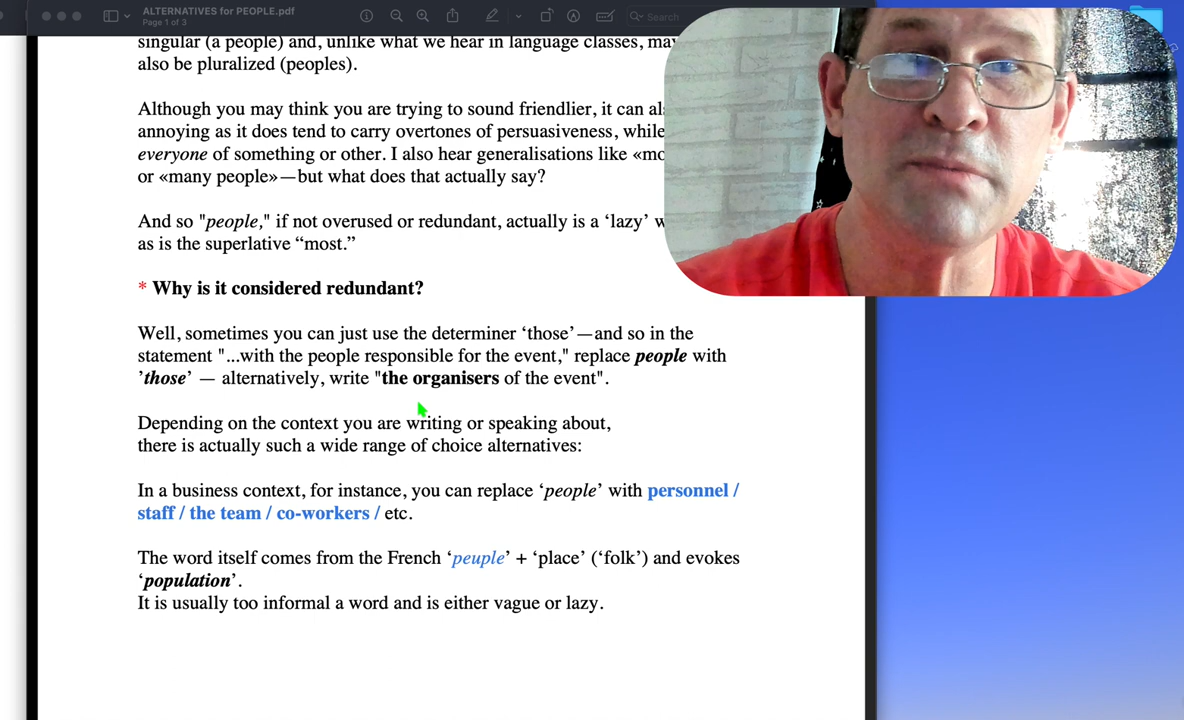 ALTERNATIVES for PEOPLE.pdf
Page 1 of 3
Search
singular (a people) and, unlike what we hear in language classes, may
also be pluralized (peoples).
Although you may think you are trying to sound friendlier, it can
annoying as it does tend to carry overtones of persuasiveness, while
everyone of something or other. I also hear generalisations like
or «many people»—but what does that actually say?
And so "people," if not overused or redundant, actually is a ‘lazy’
as is the superlative “most.”
* Why is it considered redundant?
Well, sometimes you can just use the determiner ‘those’—and so in the
statement "...with the people responsible for the event," replace people with
’those’ — alternatively, write "the organisers of the event".
Depending on the context you are writing or speaking about,
there is actually such a wide range of choice alternatives:
In a business context, for instance, you can replace ‘people’ with personnel /
staff / the team / co-workers / etc.
The word itself comes from the French ‘peuple’ + ‘place’ (‘folk’) and evokes
‘population’.
It is usually too informal a word and is either vague or lazy.